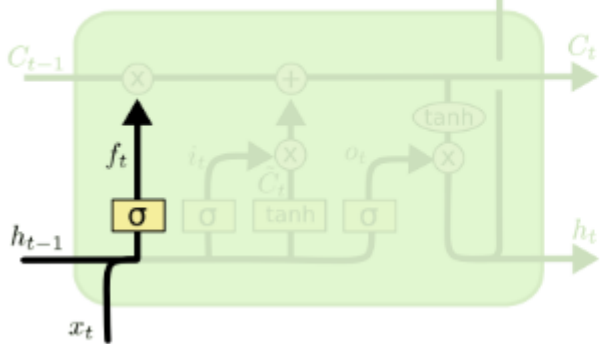 C_{t-1} × + C_t
tanh
f_t i_t × o_t ×
C̃_t
σ σ tanh σ
h_{t-1} h_t
x_t